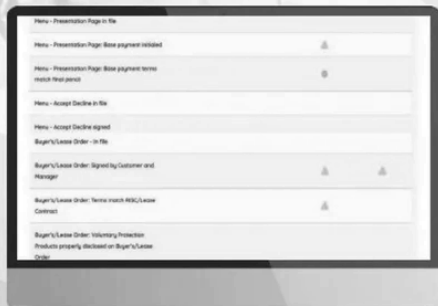 Menu - Presentation Page in file
Menu - Presentation Page: Base payment initialed
Menu - Presentation Page: Base payment terms
match final pencil
Menu - Accept Decline in file
Menu - Accept Decline signed
Buyer's/Lease Order - in file
Buyer's/Lease Order: Signed by Customer and
Manager
Buyer's/Lease Order: Terms match RISC/Lease
Contract
Buyer's/Lease Order: Voluntary Protection
Products properly disclosed on Buyer's/Lease
Order